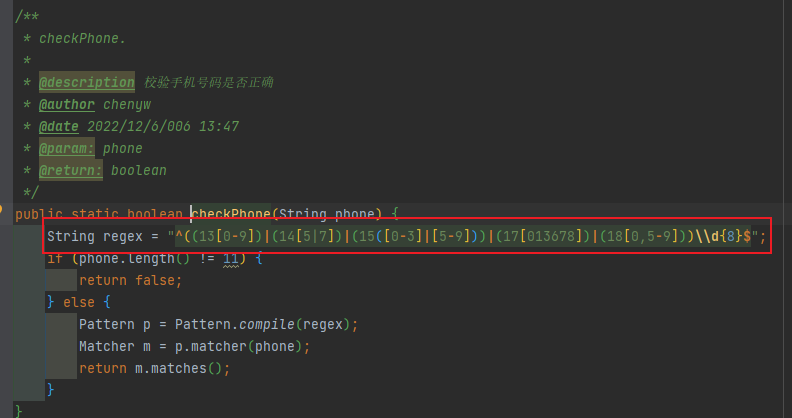 /**
 * checkPhone.
 *
 * @description 校验手机号码是否正确
 * @author chenyw
 * @date 2022/12/6/006 13:47
 * @param: phone
 * @return: boolean
 */
public static boolean checkPhone(String phone) {
    String regex = "^((13[0-9])|(14[5|7])|(15([0-3]|[5-9]))|(17[013678])|(18[0,5-9]))\\d{8}$";
    if (phone.length() != 11) {
        return false;
    } else {
        Pattern p = Pattern.compile(regex);
        Matcher m = p.matcher(phone);
        return m.matches();
    }
}